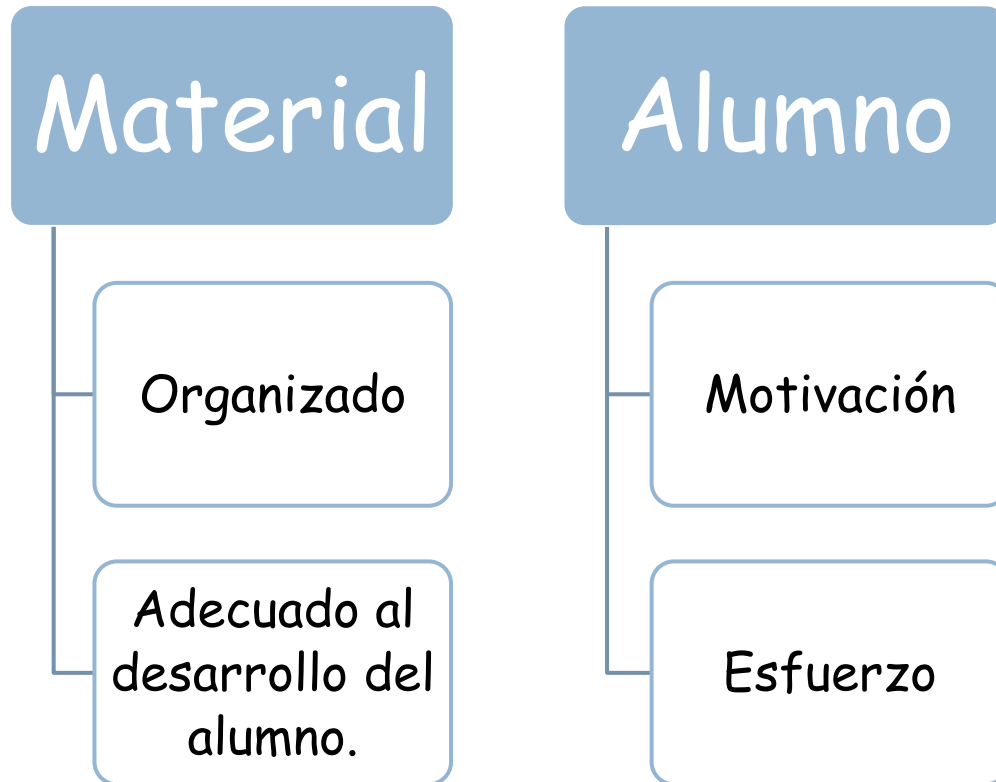 Material
Organizado
Adecuado al
desarrollo del
alumno.
Alumno
Motivación
Esfuerzo